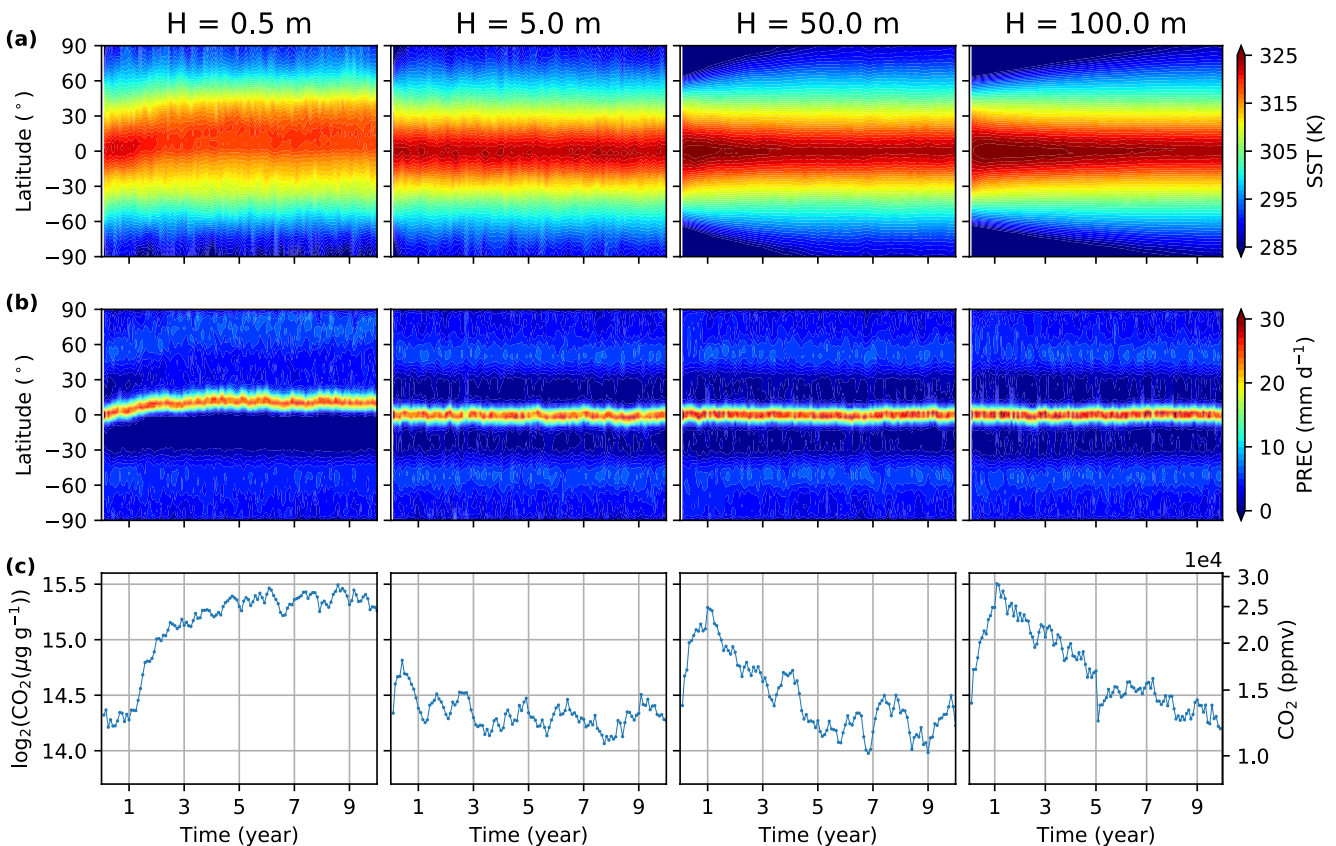 H = 0.5 m H = 5.0 m H = 50.0 m H = 100.0 m
(a)
90
60
30
0
−30
−60
−90
Latitude (°)
325
315
305
295
285
SST (K)
(b)
90
60
30
0
−30
−60
−90
Latitude (°)
30
20
10
0
PREC (mm d⁻¹)
(c)
15.5
15.0
14.5
14.0
log₂(CO₂(μg g⁻¹))
1e4
3.0
2.5
2.0
1.5
1.0
CO₂ (ppmv)
1 3 5 7 9 1 3 5 7 9 1 3 5 7 9 1 3 5 7 9
Time (year) Time (year) Time (year) Time (year)